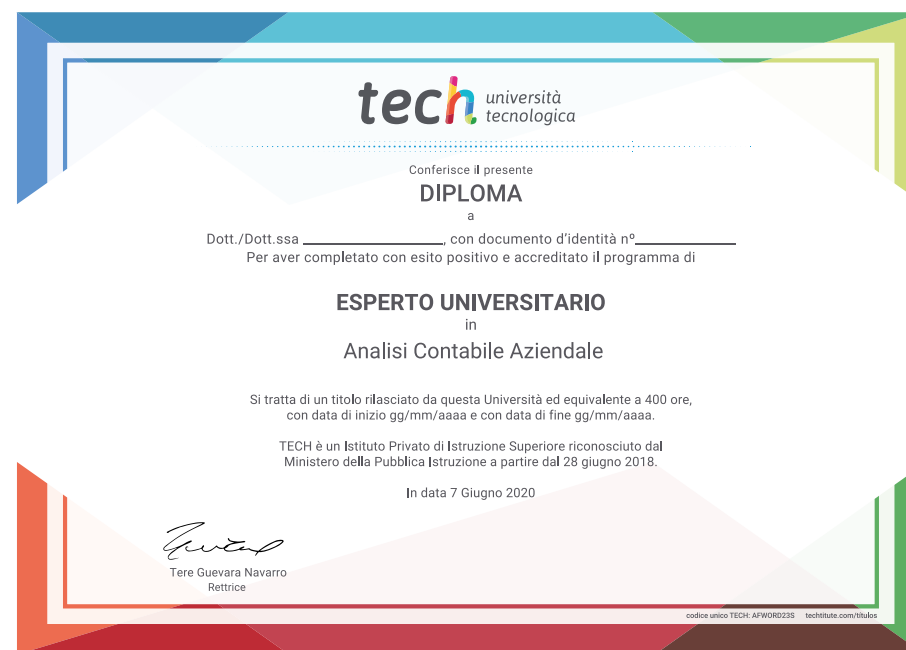 tech università
tecnologica
Conferisce il presente
DIPLOMA
a
Dott./Dott.ssa ____________________, con documento d'identità nº______________
Per aver completato con esito positivo e accreditato il programma di
ESPERTO UNIVERSITARIO
in
Analisi Contabile Aziendale
Si tratta di un titolo rilasciato da questa Università ed equivalente a 400 ore,
con data di inizio gg/mm/aaaa e con data di fine gg/mm/aaaa.
TECH è un Istituto Privato di Istruzione Superiore riconosciuto dal
Ministero della Pubblica Istruzione a partire dal 28 giugno 2018.
In data 7 Giugno 2020
Tere Guevara Navarro
Rettrice
codice unico TECH: AFWORD23S techtitute.com/titulos